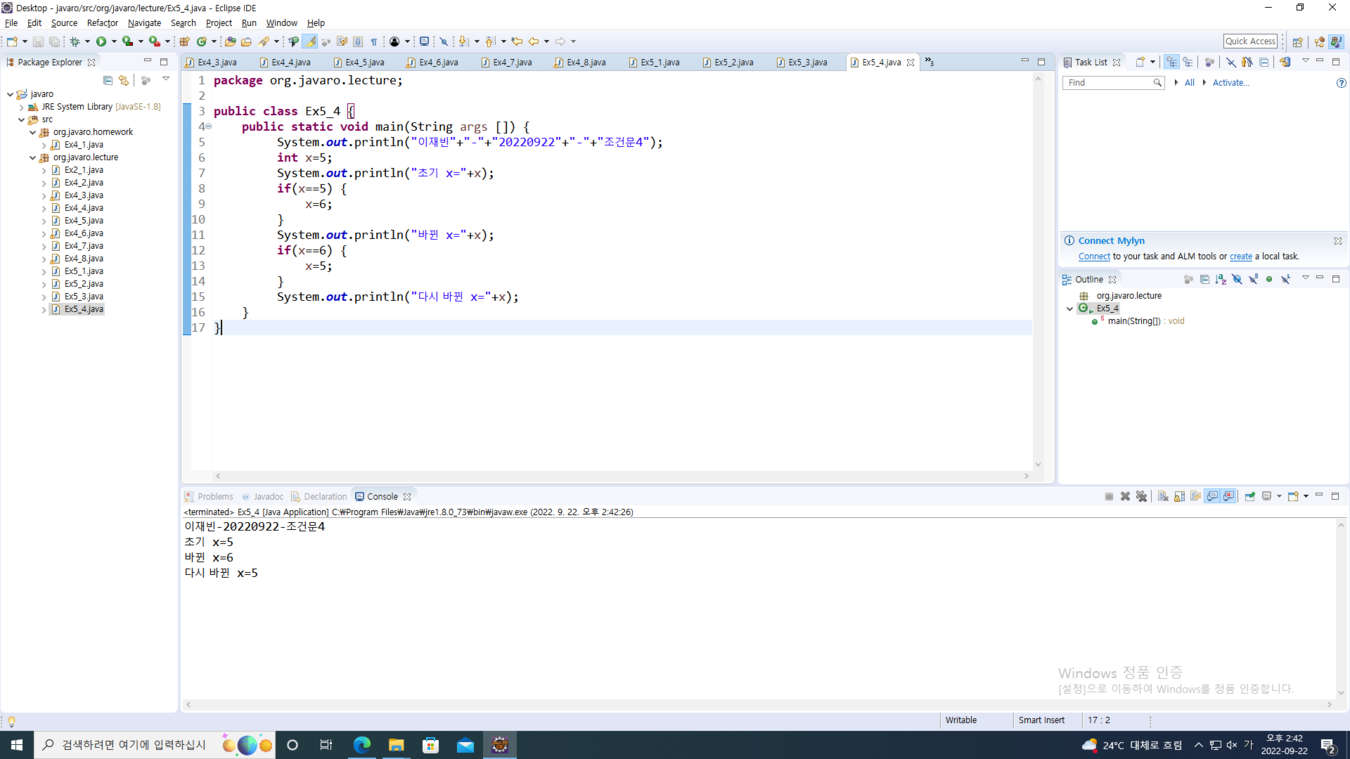 Desktop - javaro/src/org/javaro/lecture/Ex5_4.java - Eclipse IDE
File Edit Source Refactor Navigate Search Project Run Window Help
Quick Access
Package Explorer
javaro
JRE System Library [JavaSE-1.8]
src
org.javaro.homework
Ex4_1.java
org.javaro.lecture
Ex2_1.java
Ex4_2.java
Ex4_3.java
Ex4_4.java
Ex4_5.java
Ex4_6.java
Ex4_7.java
Ex4_8.java
Ex5_1.java
Ex5_2.java
Ex5_3.java
Ex5_4.java
Ex4_3.java Ex4_4.java Ex4_5.java Ex4_6.java Ex4_7.java Ex4_8.java Ex5_1.java Ex5_2.java Ex5_3.java Ex5_4.java »3
1 package org.javaro.lecture;
2
3 public class Ex5_4 {
4 public static void main(String args []) {
5 System.out.println("이재빈"+"-"+"20220922"+"-"+"조건문4");
6 int x=5;
7 System.out.println("초기 x="+x);
8 if(x==5) {
9 x=6;
10 }
11 System.out.println("바뀐 x="+x);
12 if(x==6) {
13 x=5;
14 }
15 System.out.println("다시 바뀐 x="+x);
16 }
17 }
Task List
Find All Activate...
Connect Mylyn
Connect to your task and ALM tools or create a local task.
Outline
org.javaro.lecture
Ex5_4
main(String[]) : void
Problems Javadoc Declaration Console
<terminated> Ex5_4 [Java Application] C:₩Program Files₩Java₩jre1.8.0_73₩bin₩javaw.exe (2022. 9. 22. 오후 2:42:26)
이재빈-20220922-조건문4
초기 x=5
바뀐 x=6
다시 바뀐 x=5
Windows 정품 인증
[설정]으로 이동하여 Windows를 정품 인증합니다.
Writable Smart Insert 17 : 2
검색하려면 여기에 입력하십시
24°C 대체로 흐림 가 오후 2:42
2022-09-22
2